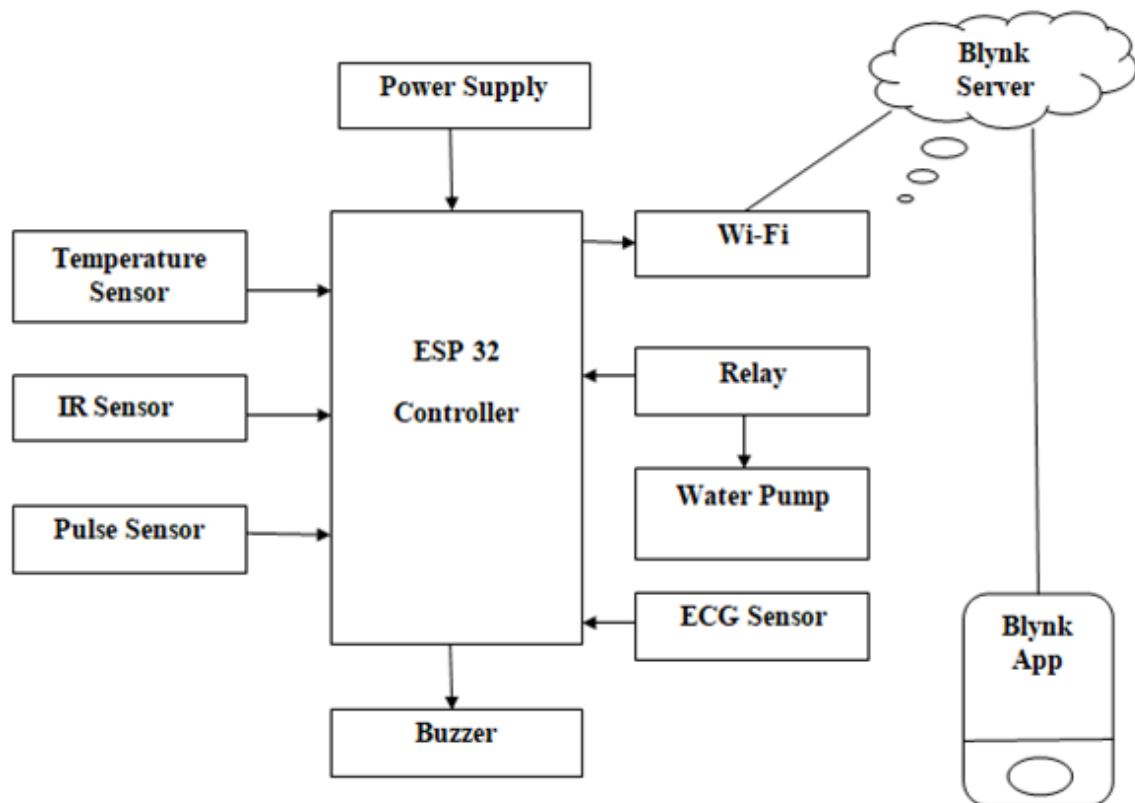 Blynk
Server
Power Supply
Wi-Fi
Temperature
Sensor
ESP 32
Controller
Relay
IR Sensor
Water Pump
Pulse Sensor
ECG Sensor
Blynk
App
Buzzer